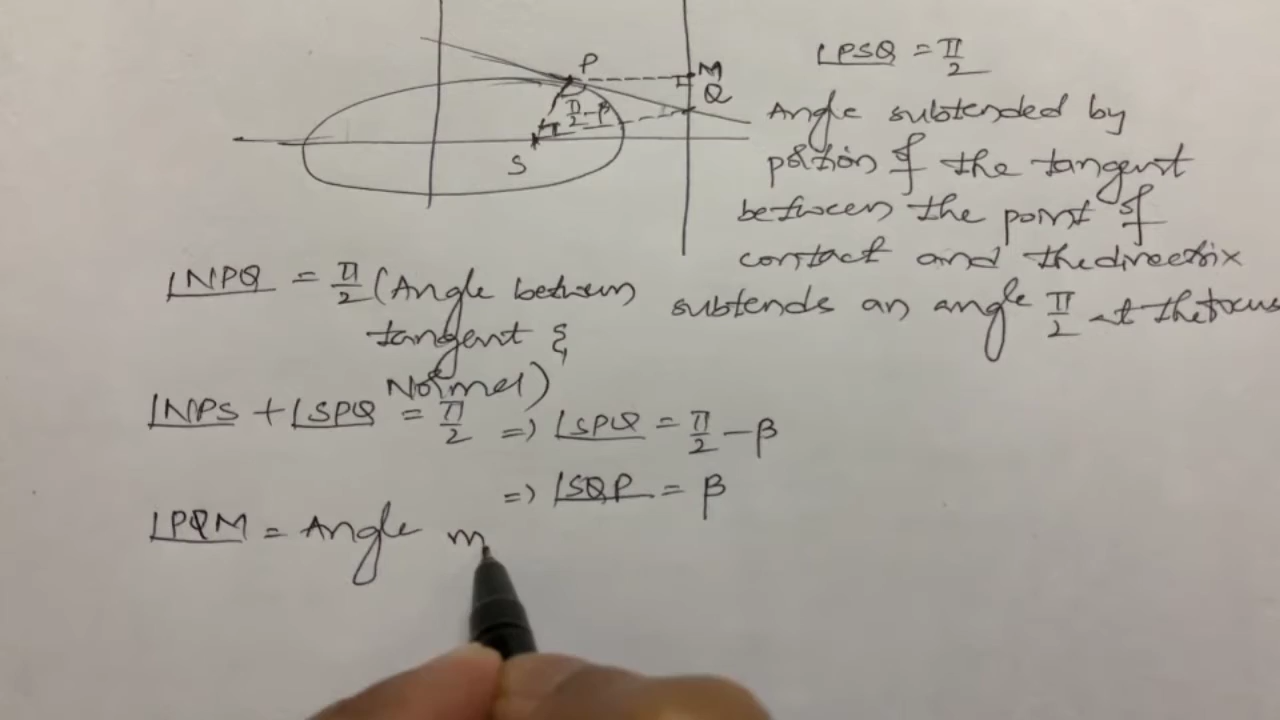 P
M
Q
π/2 - β
S
∠PSQ = π/2
Angle subtended by
portion of the tangent
between the point of
contact and the directrix
subtends an angle π/2 at the focus
∠NPQ = π/2 (Angle between
tangent &
Normal)
∠NPS + ∠SPQ = π/2 => ∠SPQ = π/2 - β
=> ∠SQP = β
∠PQM = Angle m